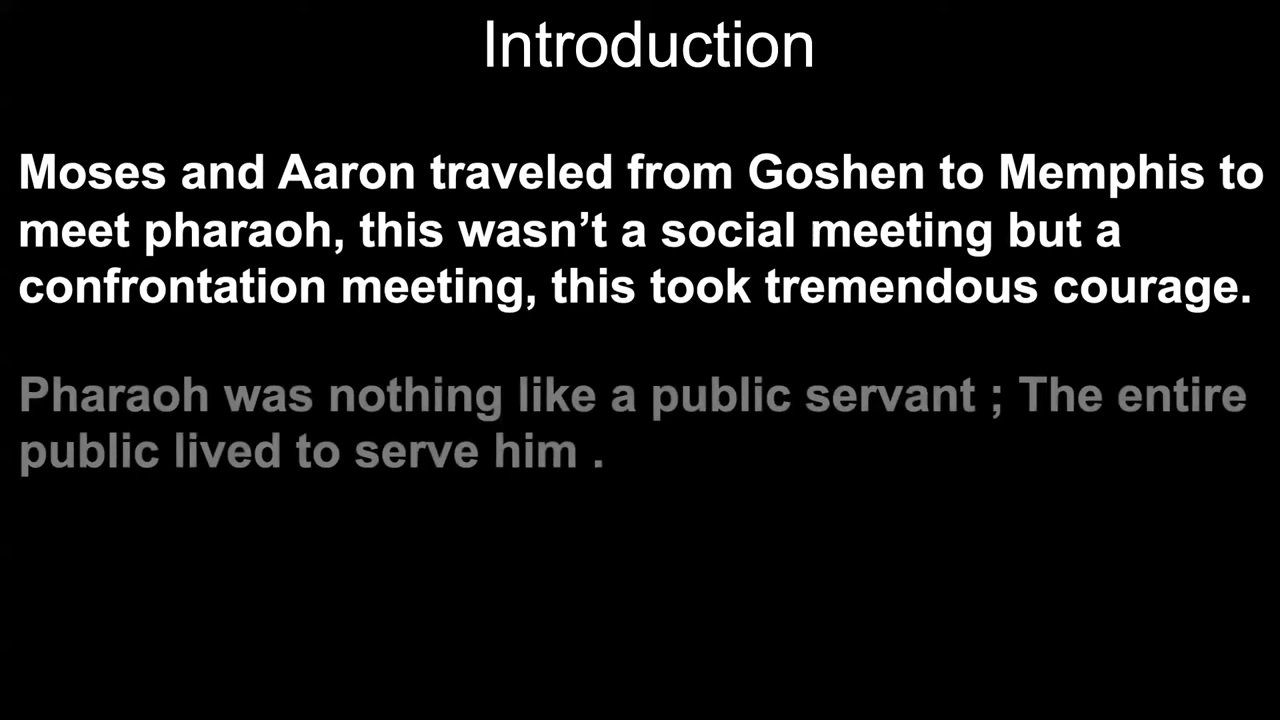 Introduction
Moses and Aaron traveled from Goshen to Memphis to
meet pharaoh, this wasn’t a social meeting but a
confrontation meeting, this took tremendous courage.
Pharaoh was nothing like a public servant ; The entire
public lived to serve him .